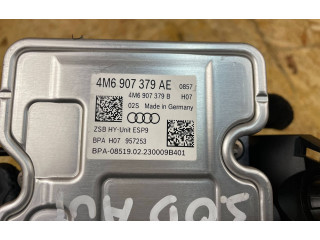 4M6 907 379 AE 0857
4M6 907 379 B H07
025 Made in Germany
ZSB HY-Unit ESP9
BPA H07 957253
BPA-08519.02.230009B401